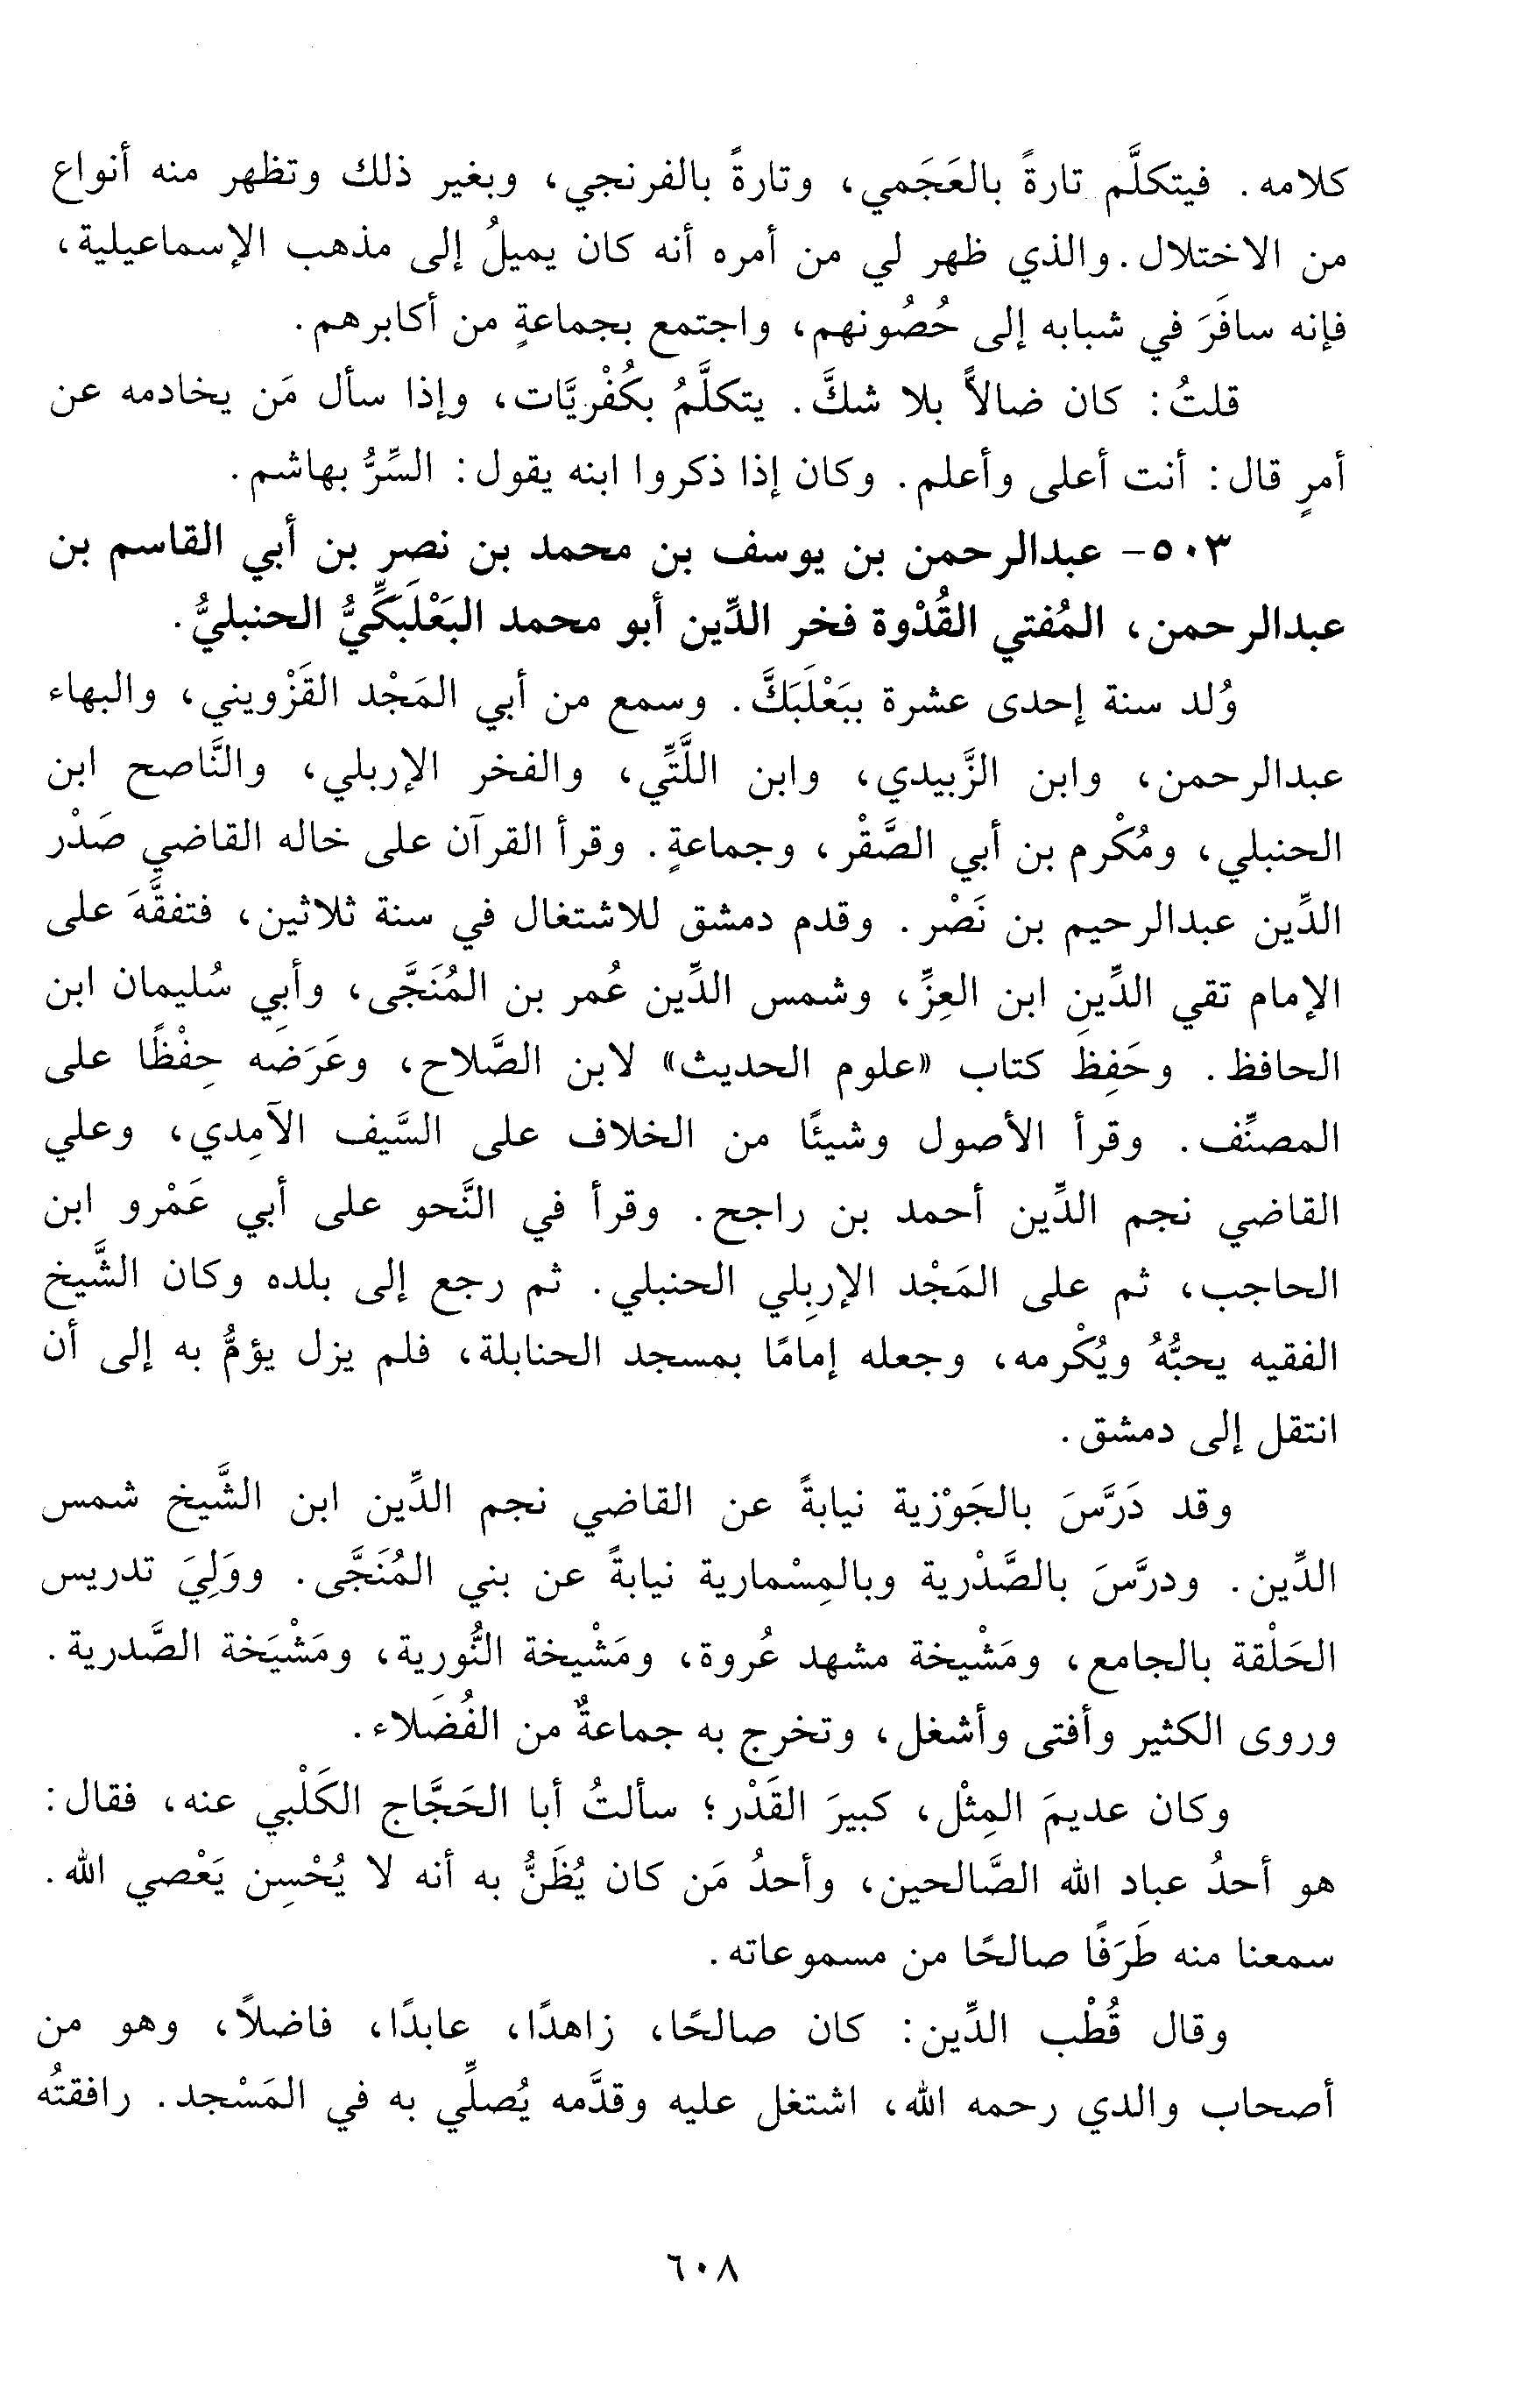 كلامه. فيتكلَّم تارةً بالعَجَمي، وتارةً بالفرنجي، وبغير ذلك وتظهر منه أنواع
من الاختلال. والذي ظهر لي من أمره أنه كان يميلُ إلى مذهب الإسماعيلية،
فإنه سافَرَ في شبابه إلى حُصُونهم، واجتمع بجماعةٍ من أكابرهم.
قلتُ: كان ضالاً بلا شكَّ. يتكلَّمُ بكُفْريَّات، وإذا سأل مَن يخادمه عن
أمرٍ قال: أنت أعلى وأعلم. وكان إذا ذكروا ابنه يقول: السِّرُّ بهاشم.
٥٠٣- عبدالرحمن بن يوسف بن محمد بن نصر بن أبي القاسم بن
عبدالرحمن، المُفتي القُدْوة فخر الدِّين أبو محمد البَعْلَبَكِّيُّ الحنبليُّ.
وُلد سنة إحدى عشرة ببَعْلَبَكَّ. وسمع من أبي المَجْد القَزْويني، والبهاء
عبدالرحمن، وابن الزَّبيدي، وابن اللَّتِّي، والفخر الإربلي، والنَّاصح ابن
الحنبلي، ومُكْرم بن أبي الصَّقْر، وجماعةٍ. وقرأ القرآن على خاله القاضي صَدْر
الدِّين عبدالرحيم بن نَصْر. وقدم دمشق للاشتغال في سنة ثلاثين، فتفقَّهَ على
الإمام تقي الدِّين ابن العِزِّ، وشمس الدِّين عُمر بن المُنَجَّى، وأبي سُليمان ابن
الحافظ. وحَفِظَ كتاب «علوم الحديث» لابن الصَّلاح، وعَرَضَه حِفْظًا على
المصنِّف. وقرأ الأصول وشيئًا من الخلاف على السَّيف الآمِدي، وعلي
القاضي نجم الدِّين أحمد بن راجح. وقرأ في النَّحو على أبي عَمْرو ابن
الحاجب، ثم على المَجْد الإربِلي الحنبلي. ثم رجع إلى بلده وكان الشَّيخ
الفقيه يحبُّهُ ويُكْرمه، وجعله إمامًا بمسجد الحنابلة، فلم يزل يؤمُّ به إلى أن
انتقل إلى دمشق.
وقد دَرَّسَ بالجَوْزية نيابةً عن القاضي نجم الدِّين ابن الشَّيخ شمس
الدِّين. ودرَّسَ بالصَّدْرية وبالمِسْمارية نيابةً عن بني المُنَجَّى. ووَلِيَ تدريس
الحَلْقة بالجامع، ومَشْيخة مشهد عُروة، ومَشْيخة النُّورية، ومَشْيَخة الصَّدرية.
وروى الكثير وأفتى وأشغل، وتخرج به جماعةٌ من الفُضَلاء.
وكان عديمَ المِثْل، كبيرَ القَدْر؛ سألتُ أبا الحَجَّاج الكَلْبي عنه، فقال:
هو أحدُ عباد الله الصَّالحين، وأحدُ مَن كان يُظَنُّ به أنه لا يُحْسِن يَعْصي الله.
سمعنا منه طَرَفًا صالحًا من مسموعاته.
وقال قُطْب الدِّين: كان صالحًا، زاهدًا، عابدًا، فاضلاً، وهو من
أصحاب والدي رحمه الله، اشتغل عليه وقدَّمه يُصلِّي به في المَسْجد. رافقتُه
٦٠٨